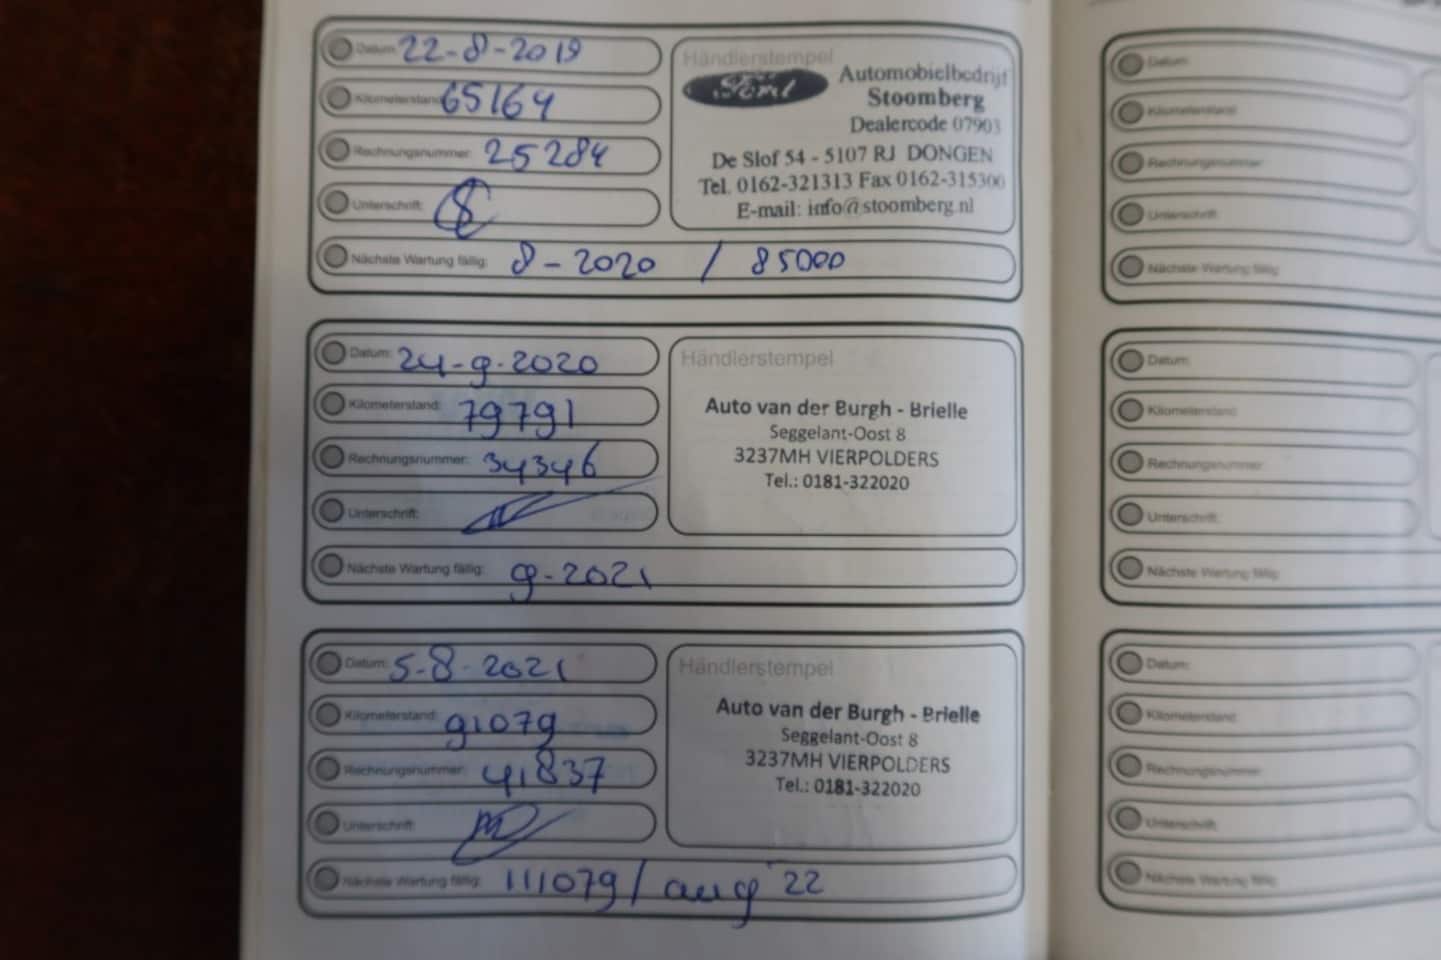 Datum: 22-8-2019
Kilometerstand: 65164
Rechnungsnummer: 25284
Unterschrift:
Nächste Wartung fällig: 8-2020 / 85000
Händlerstempel
Ford
Automobielbedrijf
Stoomberg
Dealercode 07903
De Slof 54 - 5107 RJ DONGEN
Tel. 0162-321313 Fax 0162-315300
E-mail: info@stoomberg.nl
Datum: 24-9-2020
Kilometerstand: 79791
Rechnungsnummer: 34346
Unterschrift:
Nächste Wartung fällig: 9-2021
Händlerstempel
Auto van der Burgh - Brielle
Seggelant-Oost 8
3237MH VIERPOLDERS
Tel.: 0181-322020
Datum: 5-8-2021
Kilometerstand: 91079
Rechnungsnummer: 41837
Unterschrift:
Nächste Wartung fällig: 111079/ aug '22
Händlerstempel
Auto van der Burgh - Brielle
Seggelant-Oost 8
3237MH VIERPOLDERS
Tel.: 0181-322020
Datum:
Kilometerstand:
Rechnungsnummer:
Unterschrift:
Nächste Wartung fällig:
Datum:
Kilometerstand:
Rechnungsnummer:
Unterschrift:
Nächste Wartung fällig:
Datum:
Kilometerstand:
Rechnungsnummer:
Unterschrift:
Nächste Wartung fällig: